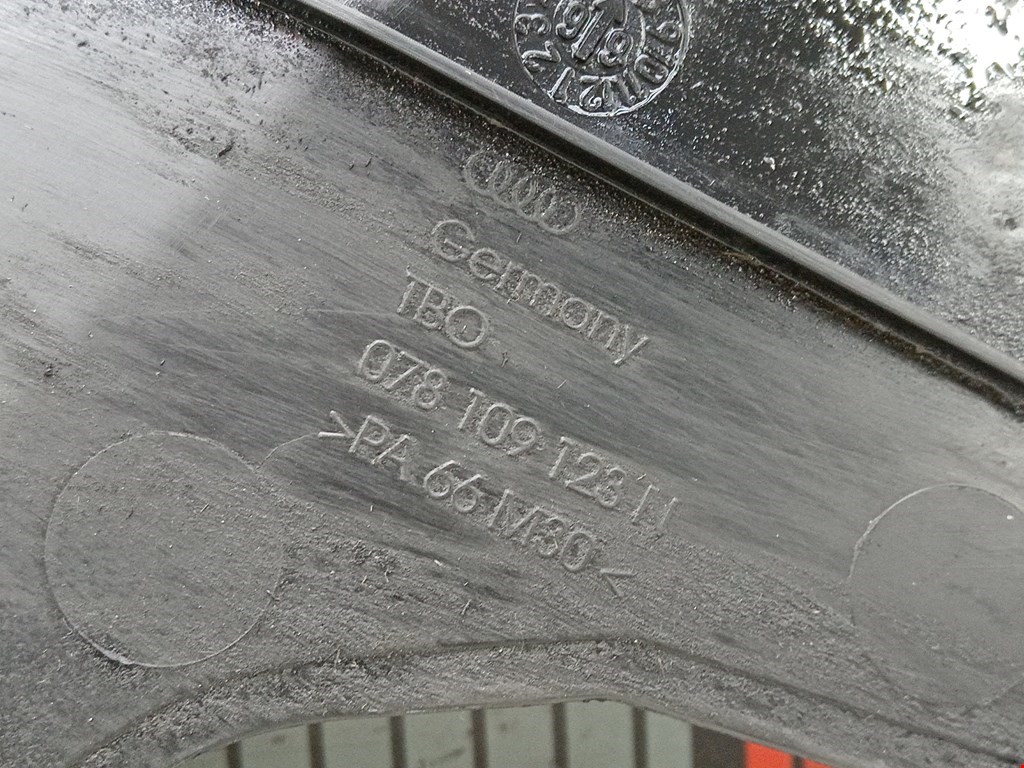 Germany
TBO
078 109 123
>PA 66 M30<